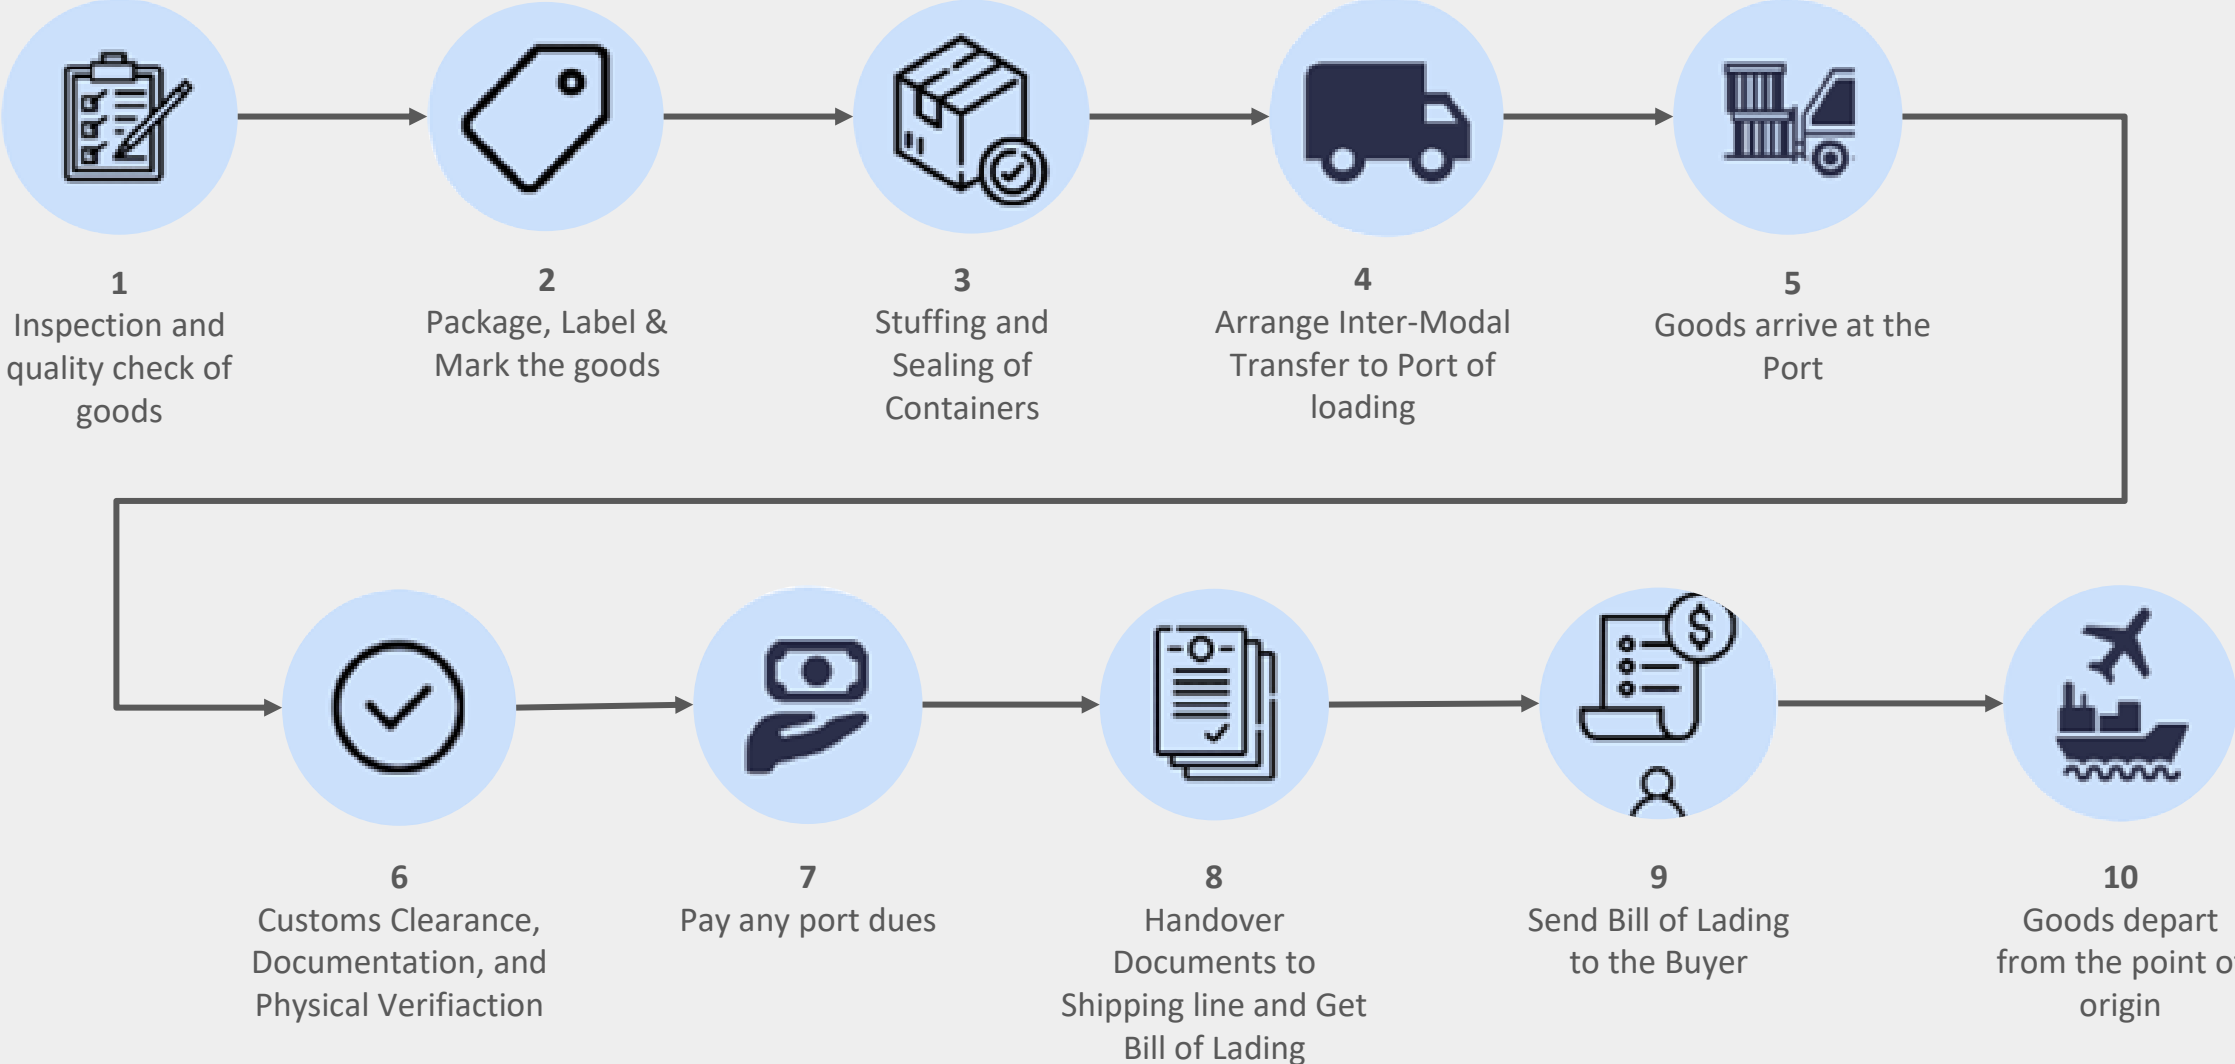 1
Inspection and
quality check of
goods
2
Package, Label &
Mark the goods
3
Stuffing and
Sealing of
Containers
4
Arrange Inter-Modal
Transfer to Port of
loading
5
Goods arrive at the
Port
6
Customs Clearance,
Documentation, and
Physical Verifiaction
7
Pay any port dues
8
Handover
Documents to
Shipping line and Get
Bill of Lading
9
Send Bill of Lading
to the Buyer
$
10
Goods depart
from the point of
origin